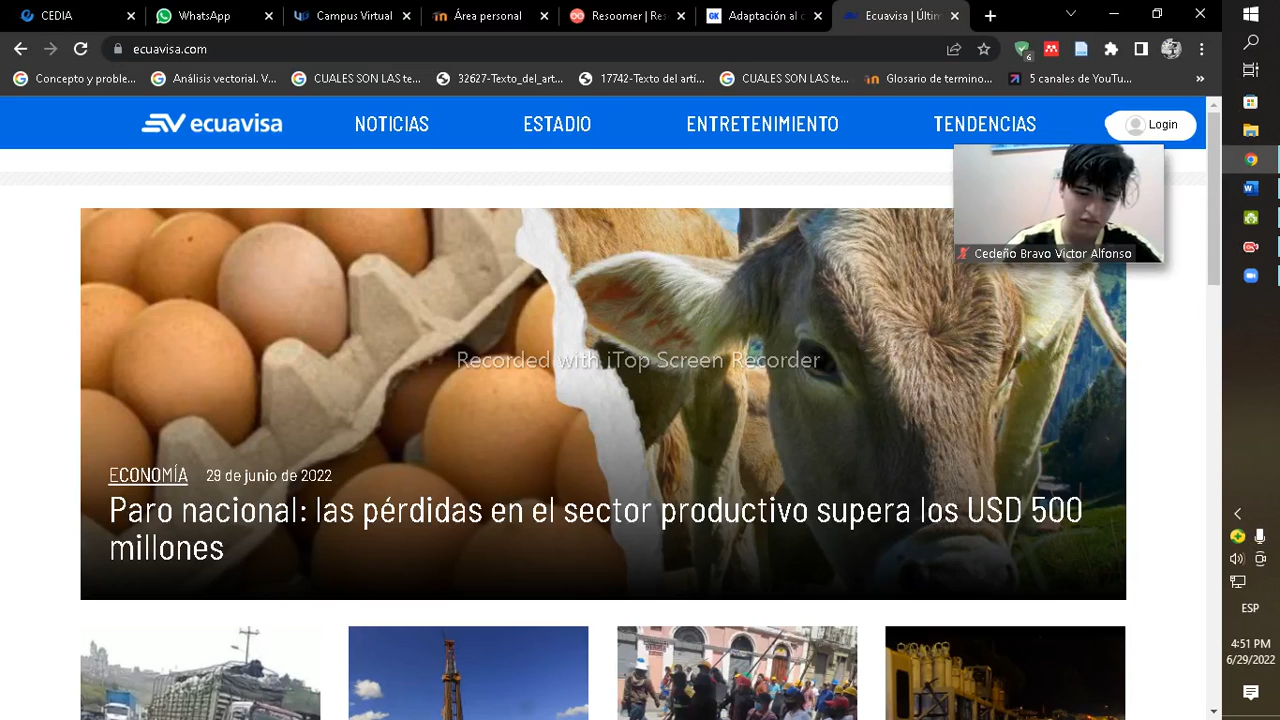 CEDIA
WhatsApp
Campus Virtual
Área personal
Resoomer | Res
Adaptación al c
Ecuavisa | Últim
ecuavisa.com
6
Concepto y proble...
Análisis vectorial. V...
CUALES SON LAS te...
32627-Texto_del_art...
17742-Texto del artí...
CUALES SON LAS te...
Glosario de termino...
5 canales de YouTu...
ecuavisa
NOTICIAS
ESTADIO
ENTRETENIMIENTO
TENDENCIAS
Login
Cedeño Bravo Victor Alfonso
Recorded with iTop Screen Recorder
ECONOMÍA 29 de junio de 2022
Paro nacional: las pérdidas en el sector productivo supera los USD 500
millones
ESP
4:51 PM
6/29/2022